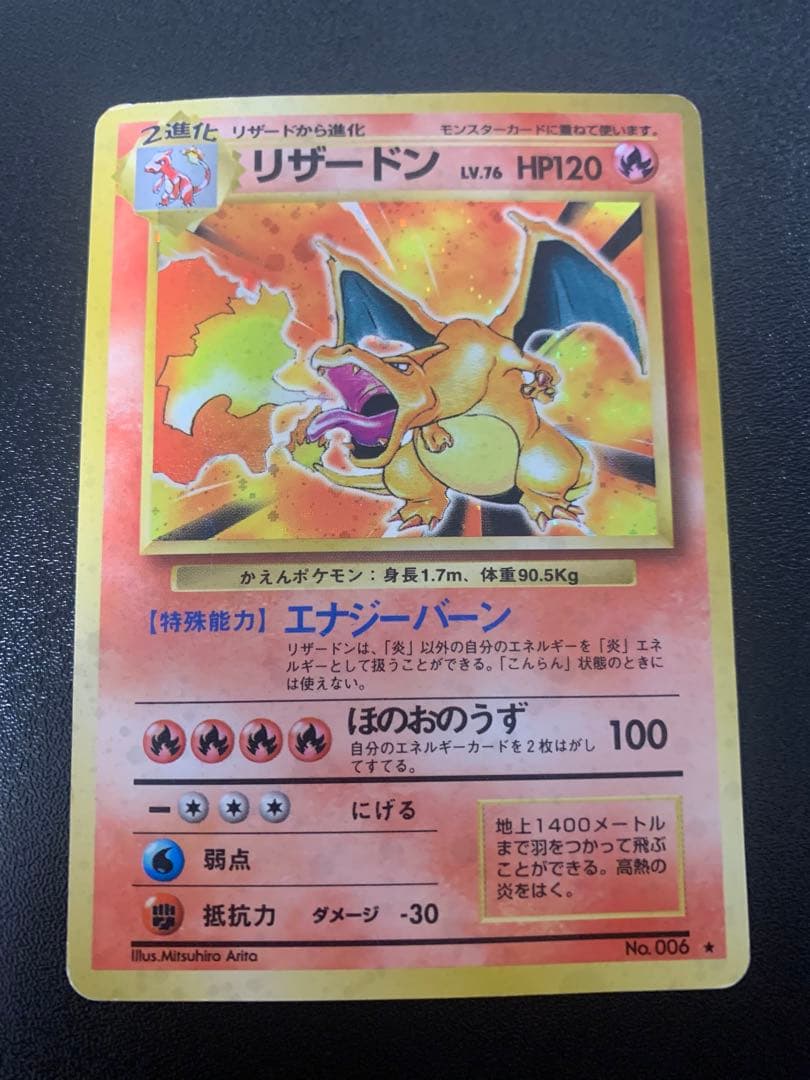 2進化 リザードから進化 モンスターカードに重ねて使います。
リザードン LV.76 HP120
かえんポケモン：身長1.7m、体重90.5Kg
【特殊能力】 エナジーバーン
リザードンは、「炎」以外の自分のエネルギーを「炎」エネ
ルギーとして扱うことができる。「こんらん」状態のときに
は使えない。
ほのおのうず 100
自分のエネルギーカードを２枚はがし
てすてる。
− にげる
弱点
抵抗力 ダメージ -30
地上1400メートル
まで羽をつかって飛ぶ
ことができる。高熱の
炎をはく。
Illus.Mitsuhiro Arita No.006 ★